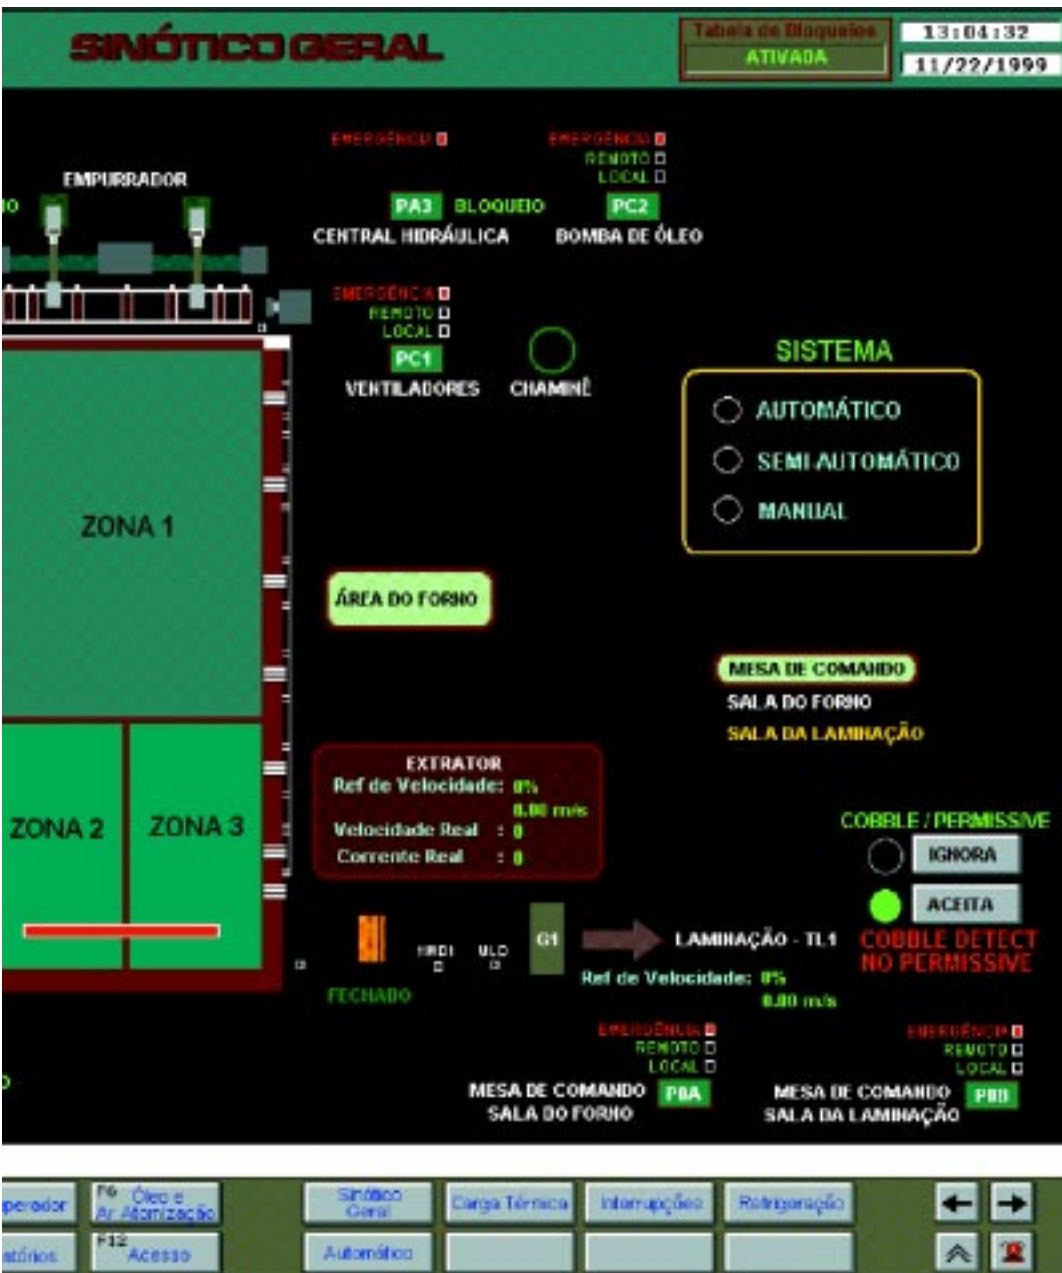 SINÓTICO GERAL
Tabela de Bloqueios
ATIVADA
13:04:32
11/22/1999
EMERGÊNCIA
EMERGÊNCIA
REMOTO
LOCAL
EMPURRADOR
PA3 BLOQUEIO
PC2
CENTRAL HIDRÁULICA
BOMBA DE ÓLEO
EMERGÊNCIA
REMOTO
LOCAL
PC1
VENTILADORES
CHAMINÊ
SISTEMA
AUTOMÁTICO
SEMI-AUTOMÁTICO
MANUAL
ZONA 1
ÁREA DO FORNO
MESA DE COMANDO
SALA DO FORNO
SALA DA LAMINAÇÃO
EXTRATOR
Ref de Velocidade: 0%
0.00 m/s
Velocidade Real : 0
Corrente Real : 0
ZONA 2
ZONA 3
COBBLE / PERMISSIVE
IGNORA
ACEITA
COBBLE DETECT
NO PERMISSIVE
G1
LAMINAÇÃO - TL1
FECHADO
Ref de Velocidade: 0%
0.00 m/s
EMERGÊNCIA
REMOTO
LOCAL
MESA DE COMANDO
SALA DO FORNO
P0A
EMERGÊNCIA
REMOTO
LOCAL
MESA DE COMANDO
SALA DA LAMINAÇÃO
F6 Óleo e
Ar Atomização
Sinótico
Geral
Carga Térmica
Interrupções
Refrigeração
F12
Acesso
Automático